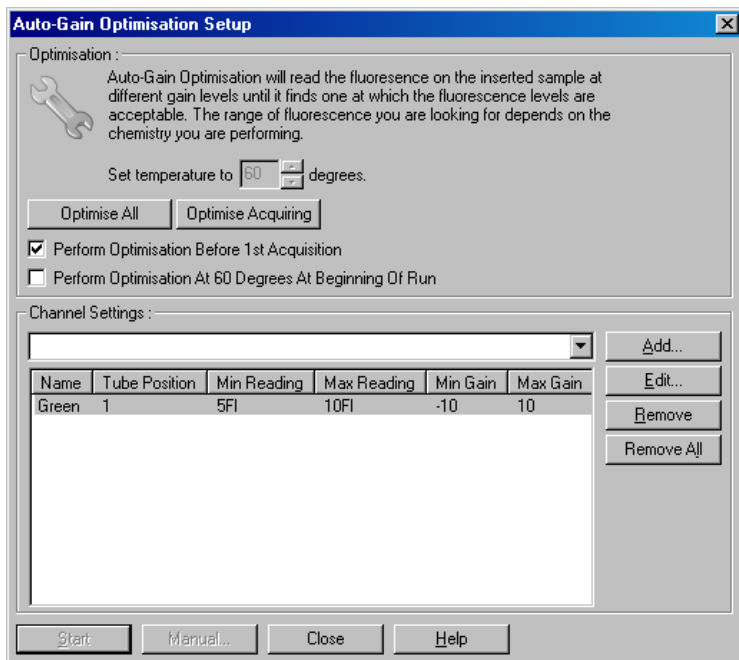 Auto-Gain Optimisation Setup
Optimisation :
Auto-Gain Optimisation will read the fluoresence on the inserted sample at
different gain levels until it finds one at which the fluorescence levels are
acceptable. The range of fluorescence you are looking for depends on the
chemistry you are performing.
Set temperature to 60 degrees.
Optimise All Optimise Acquiring
Perform Optimisation Before 1st Acquisition
Perform Optimisation At 60 Degrees At Beginning Of Run
Channel Settings :
Add...
Name Tube Position Min Reading Max Reading Min Gain Max Gain Edit...
Green 1 5Fl 10Fl -10 10
Remove
Remove All
Start Manual... Close Help